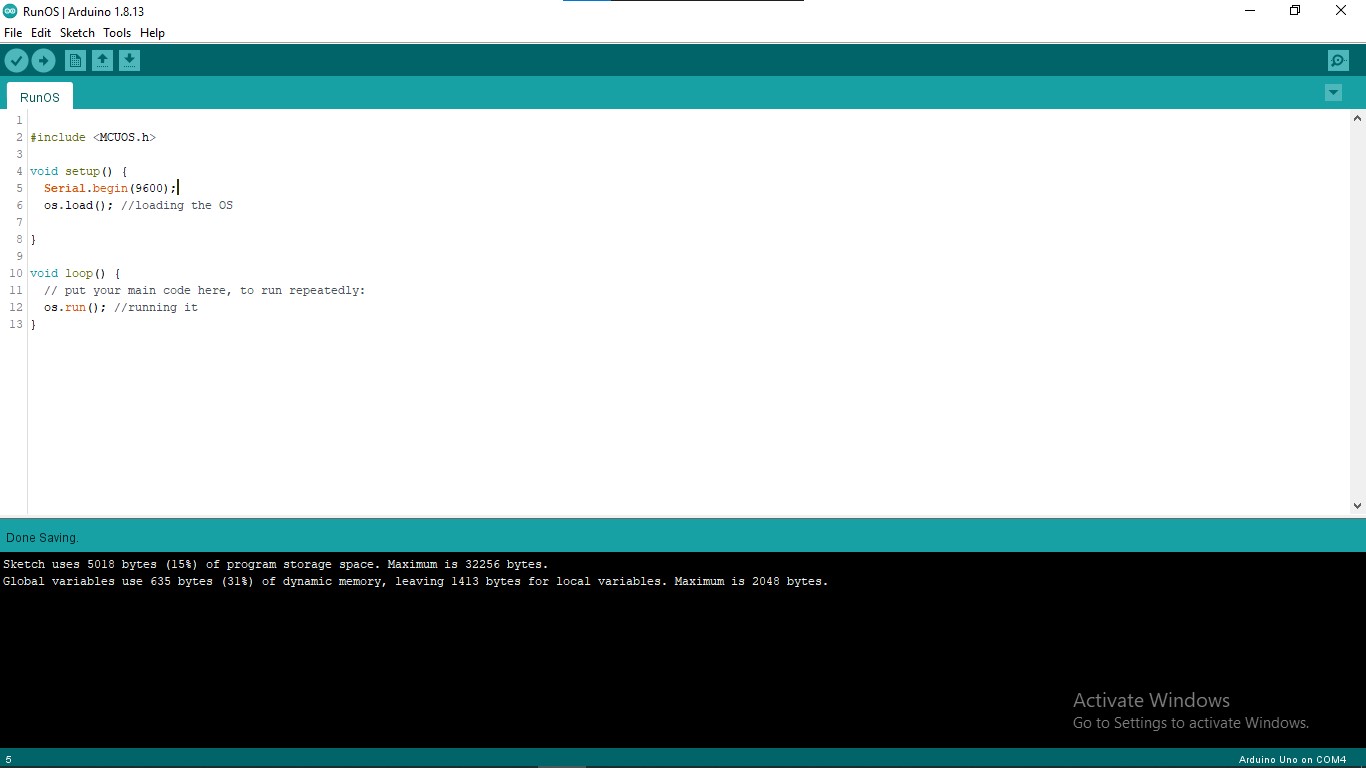 RunOS | Arduino 1.8.13
File Edit Sketch Tools Help
RunOS
1
2 #include <MCUOS.h>
3
4 void setup() {
5   Serial.begin(9600);
6   os.load(); //loading the OS
7
8 }
9
10 void loop() {
11   // put your main code here, to run repeatedly:
12   os.run(); //running it
13 }
Done Saving.
Sketch uses 5018 bytes (15%) of program storage space. Maximum is 32256 bytes.
Global variables use 635 bytes (31%) of dynamic memory, leaving 1413 bytes for local variables. Maximum is 2048 bytes.
Activate Windows
Go to Settings to activate Windows.
5 Arduino Uno on COM4